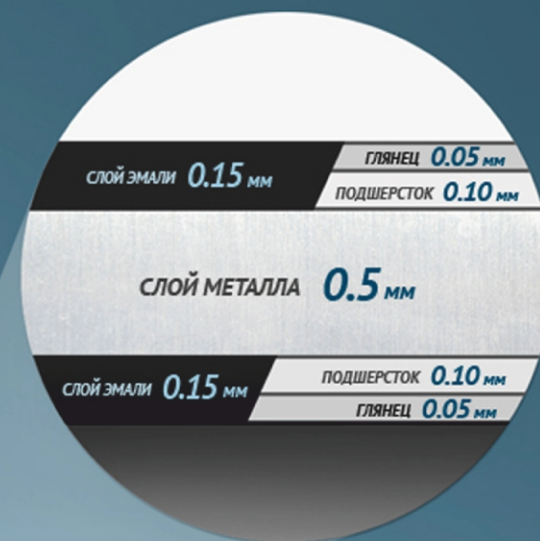 СЛОЙ ЭМАЛИ 0.15 мм
ГЛЯНЕЦ 0.05 мм
ПОДШЕРСТОК 0.10 мм
СЛОЙ МЕТАЛЛА 0.5 мм
СЛОЙ ЭМАЛИ 0.15 мм
ПОДШЕРСТОК 0.10 мм
ГЛЯНЕЦ 0.05 мм